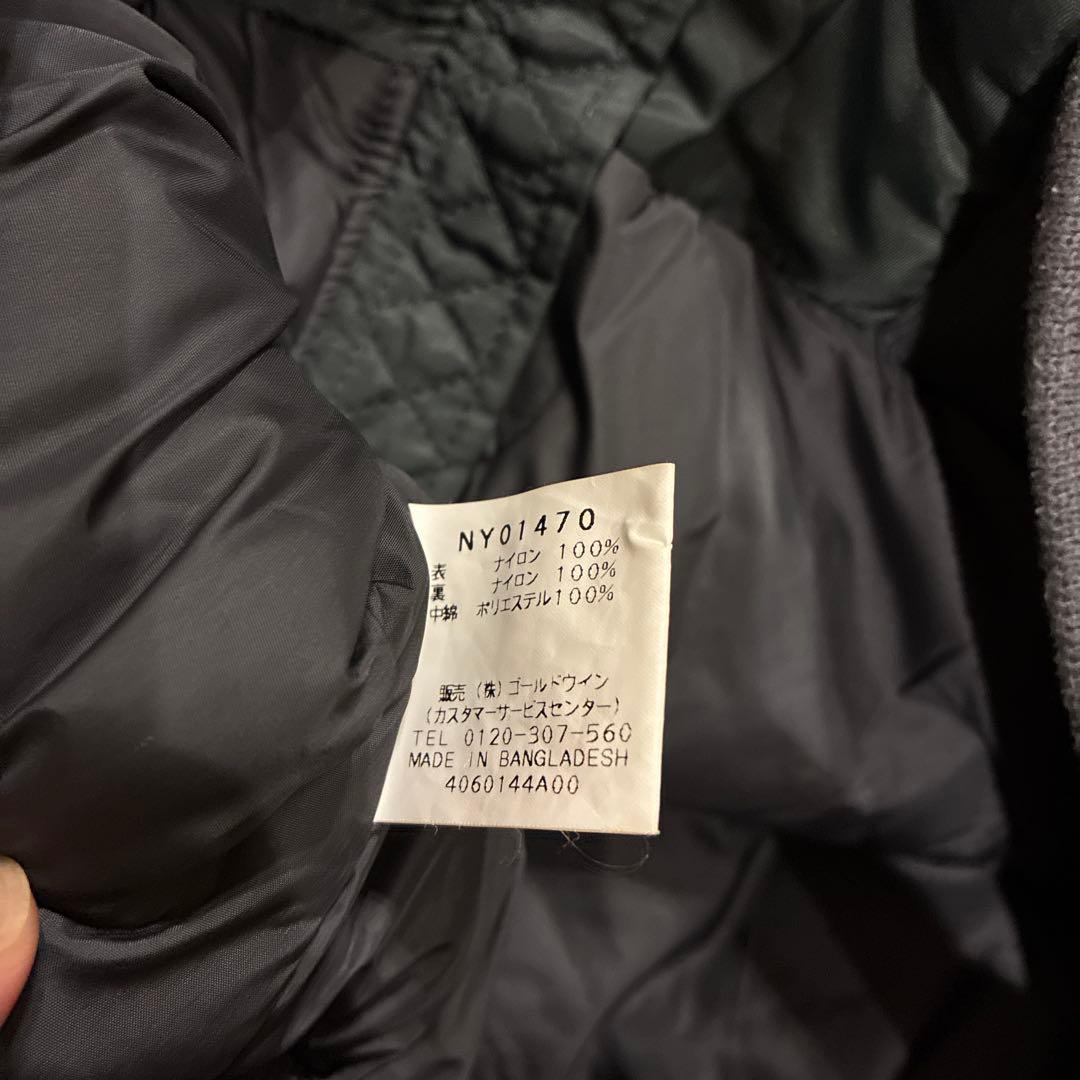 NY01470
表 ナイロン 100%
裏 ナイロン 100%
中綿 ポリエステル100%
販売 (株)ゴールドウイン
(カスタマーサービスセンター)
TEL 0120-307-560
MADE IN BANGLADESH
4060144A00